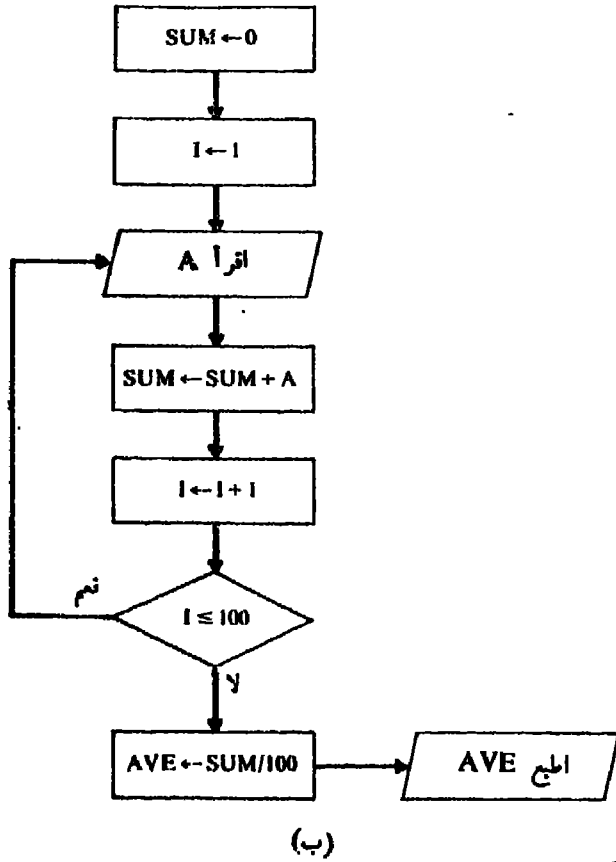 SUM ← 0
I ← 1
اقرأ A
SUM ← SUM + A
I ← I + 1
I ≤ 100
نعم
لا
AVE ← SUM/100
اطبع AVE
(ب)